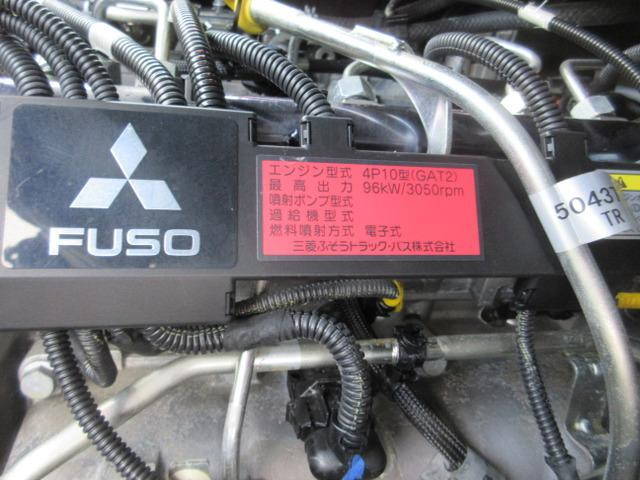 FUSO
エンジン型式 4P10型(GAT2)
最高出力 96kW/3050rpm
噴射ポンプ型式
過給機型式
燃料噴射方式 電子式
三菱ふそうトラック・バス株式会社
50437
TR